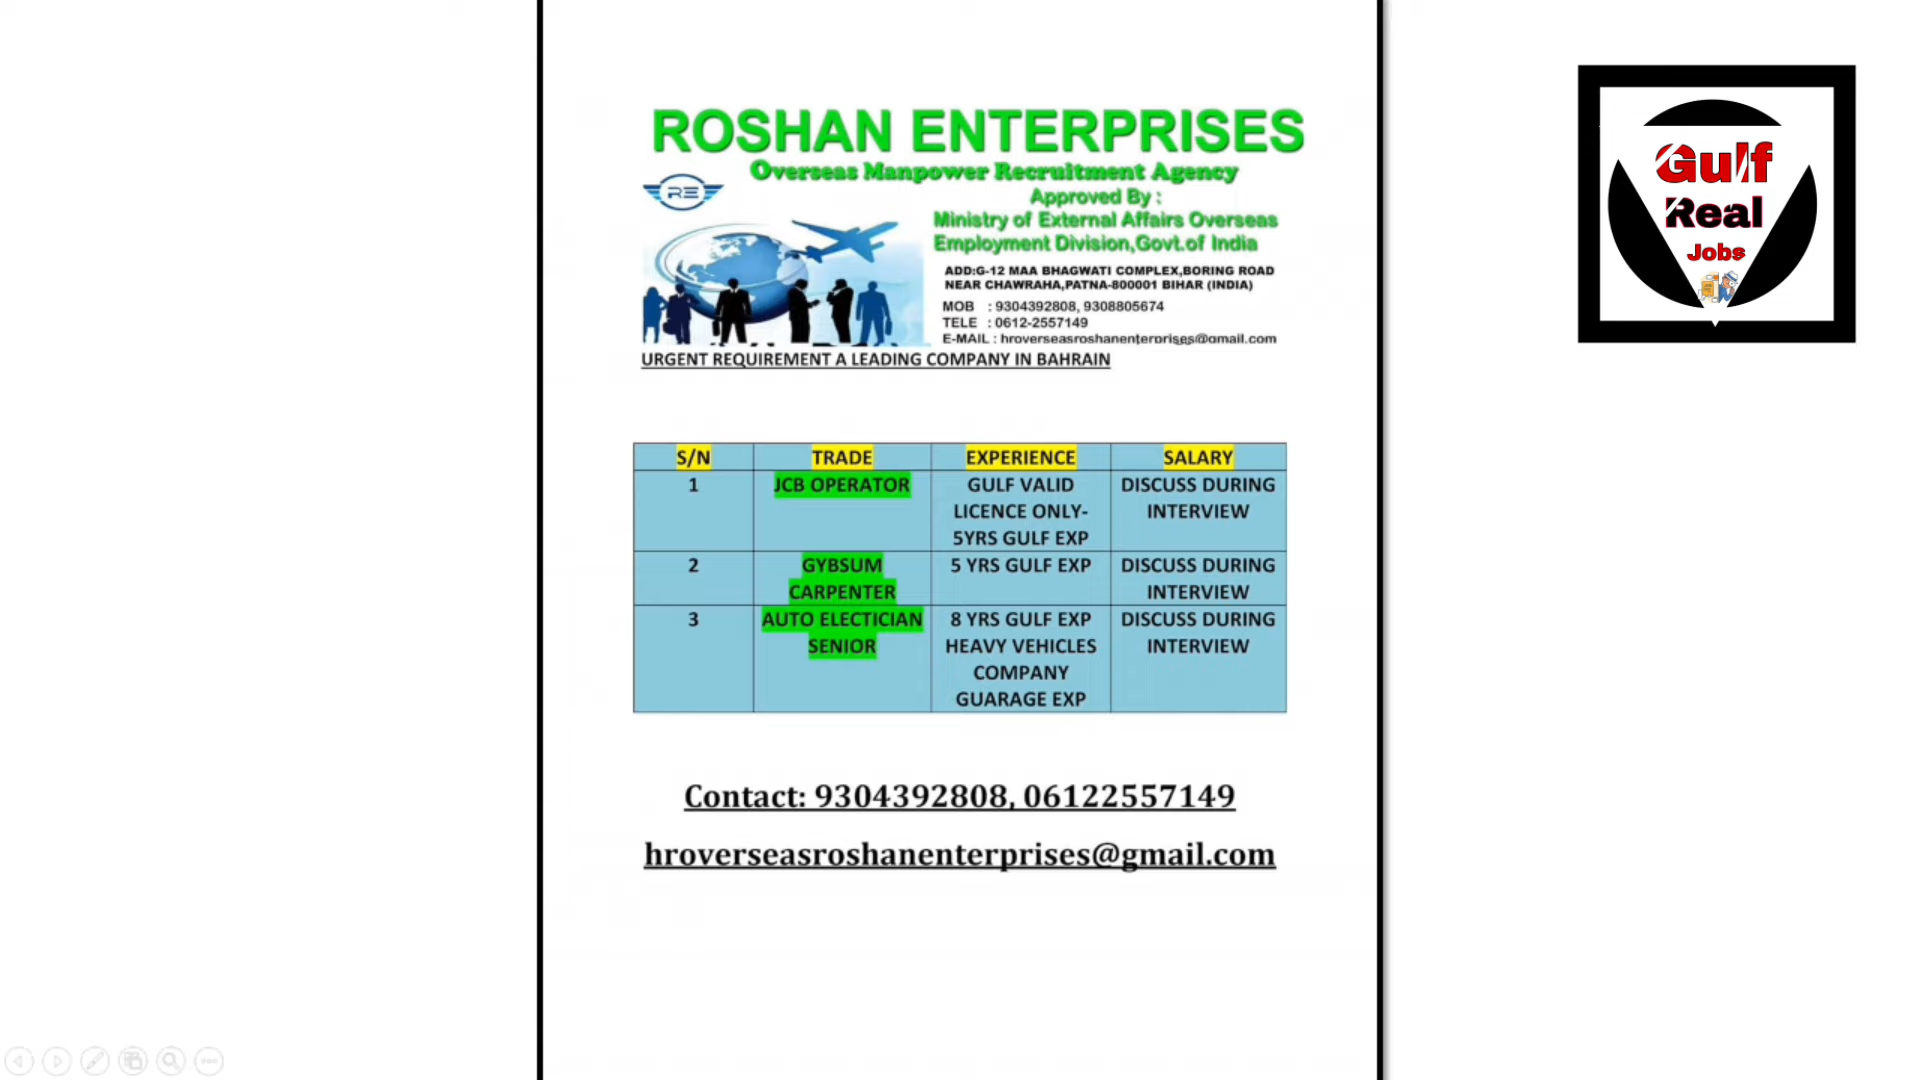 ROSHAN ENTERPRISES
Overseas Manpower Recruitment Agency
RE
Approved By :
Ministry of External Affairs Overseas
Employment Division,Govt.of India
ADD:G-12 MAA BHAGWATI COMPLEX,BORING ROAD
NEAR CHAWRAHA,PATNA-800001 BIHAR (INDIA)
MOB : 9304392808, 9308805674
TELE : 0612-2557149
E-MAIL : hroverseasroshanenterprises@gmail.com
URGENT REQUIREMENT A LEADING COMPANY IN BAHRAIN
S/N TRADE EXPERIENCE SALARY
1 JCB OPERATOR GULF VALID DISCUSS DURING
LICENCE ONLY- INTERVIEW
5YRS GULF EXP
2 GYBSUM 5 YRS GULF EXP DISCUSS DURING
CARPENTER INTERVIEW
3 AUTO ELECTICIAN 8 YRS GULF EXP DISCUSS DURING
SENIOR HEAVY VEHICLES INTERVIEW
COMPANY
GUARAGE EXP
Contact: 9304392808, 06122557149
hroverseasroshanenterprises@gmail.com
Gulf
Real
Jobs